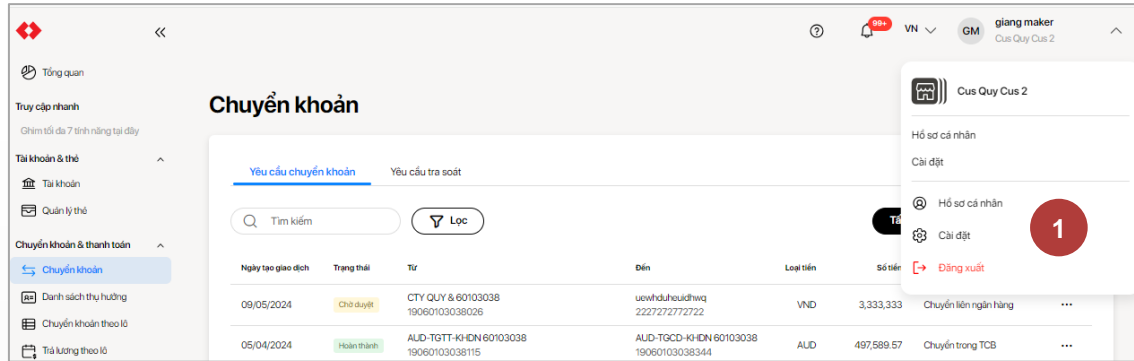 99+
VN
GM
giang maker
Cus Quy Cus 2
Tổng quan
Truy cập nhanh
Ghim tối đa 7 tính năng tại đây
Tài khoản & thẻ
Tài khoản
Quản lý thẻ
Chuyển khoản & thanh toán
Chuyển khoản
Danh sách thụ hưởng
Chuyển khoản theo lô
Trả lương theo lô
Chuyển khoản
Yêu cầu chuyển khoản
Yêu cầu tra soát
Tìm kiếm
Lọc
Cus Quy Cus 2
Hồ sơ cá nhân
Cài đặt
Hồ sơ cá nhân
Cài đặt
Đăng xuất
1
Ngày tạo giao dịch Trạng thái Từ Đến Loại tiền Số tiền
09/05/2024 Chờ duyệt CTY QUY & 60103038 uewhduheuidhwq VND 3,333,333 Chuyển liên ngân hàng
19060103038026 2227272772722
05/04/2024 Hoàn thành AUD-TGTT-KHDN 60103038 AUD-TGCD-KHDN 60103038 AUD 497,589.57 Chuyển trong TCB
19060103038115 19060103038344